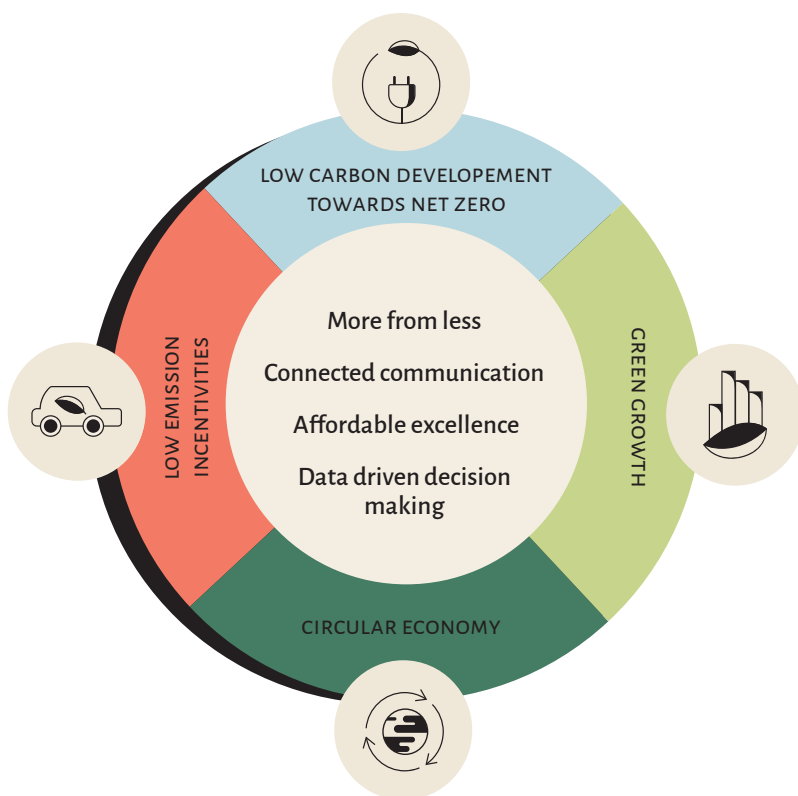 LOW CARBON DEVELOPEMENT
TOWARDS NET ZERO
LOW EMISSION
INCENTIVITIES
More from less
Connected communication
Affordable excellence
Data driven decision
making
GREEN GROWTH
CIRCULAR ECONOMY